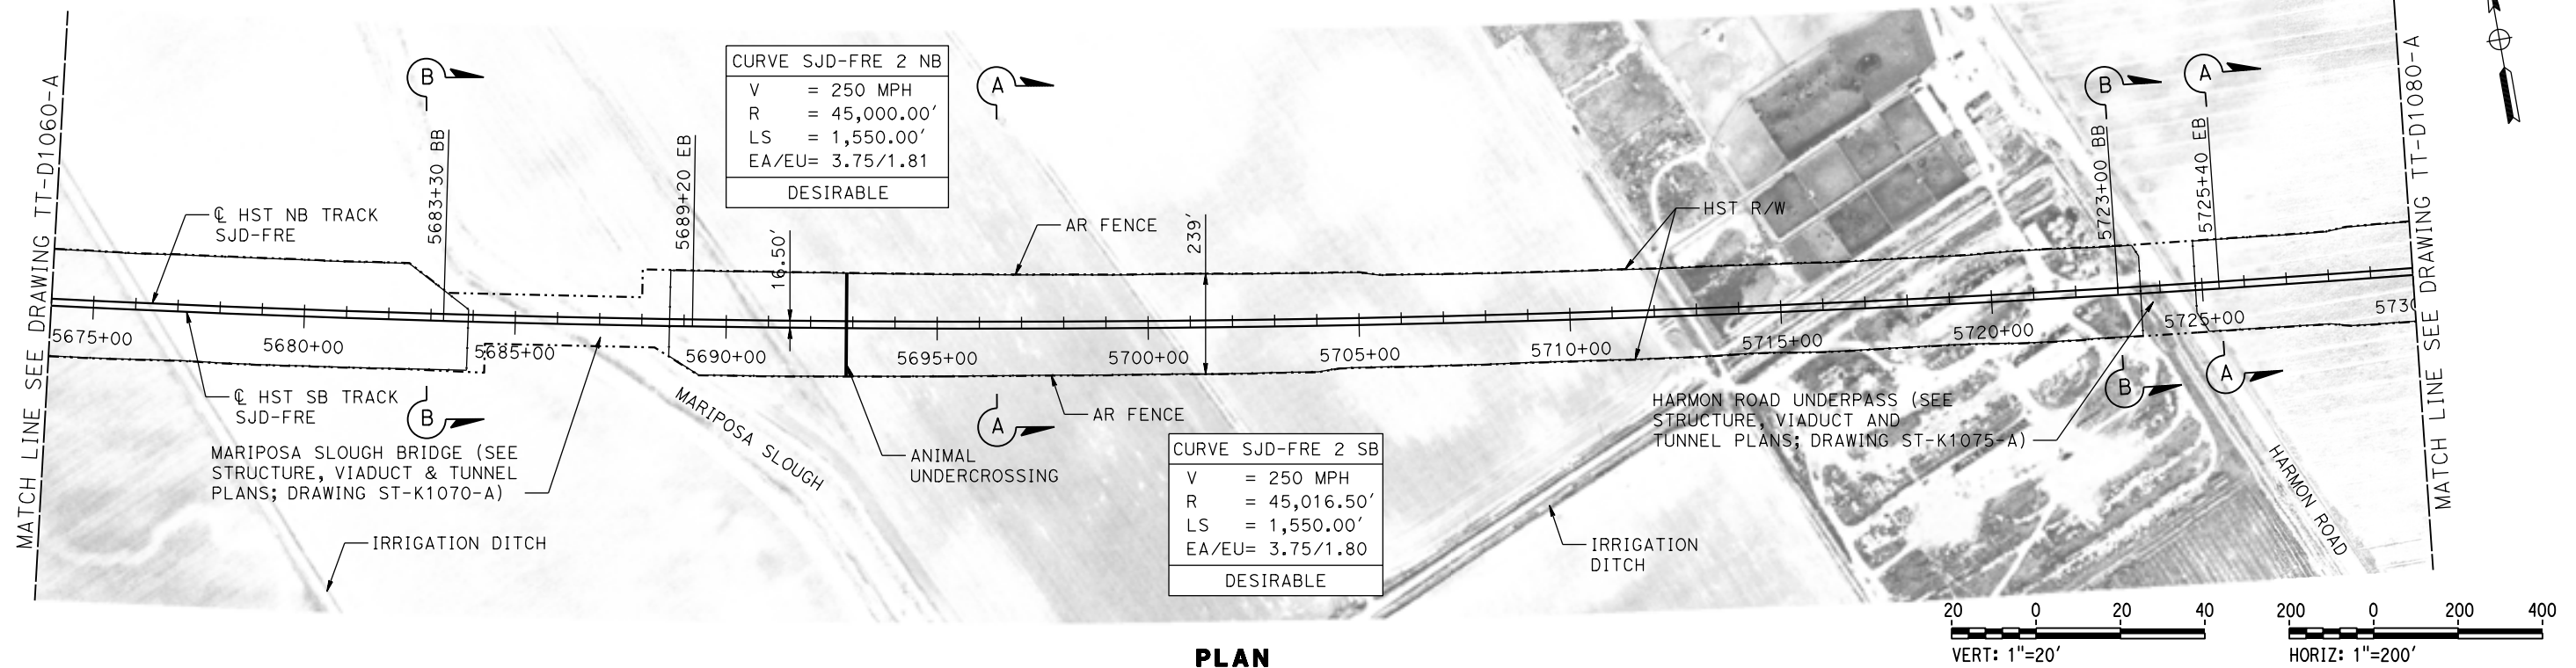 MATCH LINE SEE DRAWING TT-D1060-A
℄ HST NB TRACK
SJD-FRE
B
5683+30 BB
5689+20 EB
CURVE SJD-FRE 2 NB
V = 250 MPH
R = 45,000.00′
LS = 1,550.00′
EA/EU= 3.75/1.81
DESIRABLE
16.50′
A
AR FENCE
239′
HST R/W
B
A
5723+00 BB
5725+40 EB
MATCH LINE SEE DRAWING TT-D1080-A
5675+00
5680+00
5685+00
5690+00
5695+00
5700+00
5705+00
5710+00
5715+00
5720+00
5725+00
5730
℄ HST SB TRACK
SJD-FRE
B
MARIPOSA SLOUGH BRIDGE (SEE
STRUCTURE, VIADUCT & TUNNEL
PLANS; DRAWING ST-K1070-A)
IRRIGATION DITCH
MARIPOSA SLOUGH
ANIMAL
UNDERCROSSING
A
AR FENCE
CURVE SJD-FRE 2 SB
V = 250 MPH
R = 45,016.50′
LS = 1,550.00′
EA/EU= 3.75/1.80
DESIRABLE
IRRIGATION
DITCH
HARMON ROAD UNDERPASS (SEE
STRUCTURE, VIADUCT AND
TUNNEL PLANS; DRAWING ST-K1075-A)
B
A
HARMON ROAD
20 0 20 40
VERT: 1"=20'
200 0 200 400
HORIZ: 1"=200'
PLAN